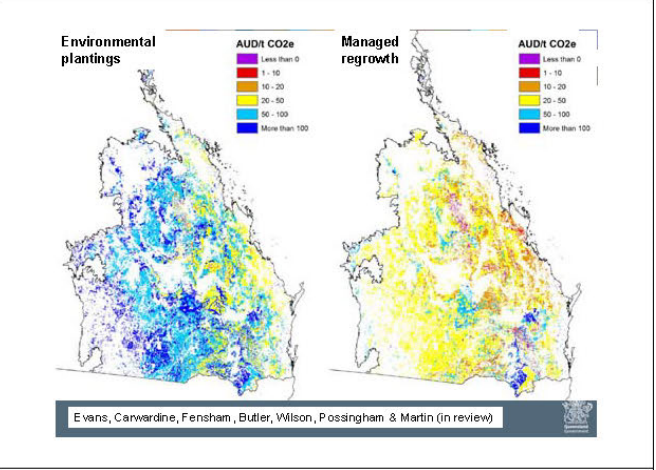 Environmental
plantings
AUD/t CO2e
Less than 0
1 - 10
10 - 20
20 - 50
50 - 100
More than 100
Managed
regrowth
AUD/t CO2e
Less than 0
1 - 10
10 - 20
20 - 50
50 - 100
More than 100
Evans, Carwardine, Fensham, Butler, Wilson, Possingham & Martin (in review)
Queensland
Government